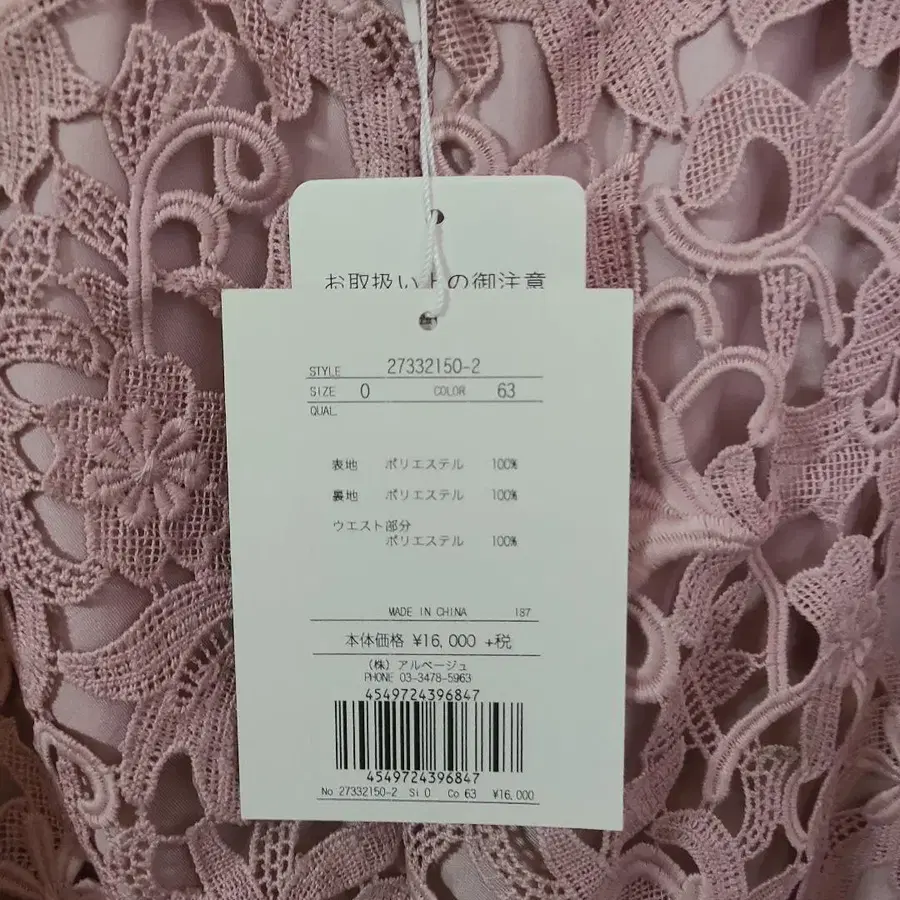 お取扱い上の御注意
STYLE 27332150-2
SIZE 0 COLOR 63
QUAL.
表地 ポリエステル 100%
裏地 ポリエステル 100%
ウエスト部分
ポリエステル 100%
MADE IN CHINA 187
本体価格 ¥16,000 +税
(株) アルページュ
PHONE 03-3478-5963
4549724396847
4549724396847
No 27332150-2 Si 0 Co 63 ¥16,000